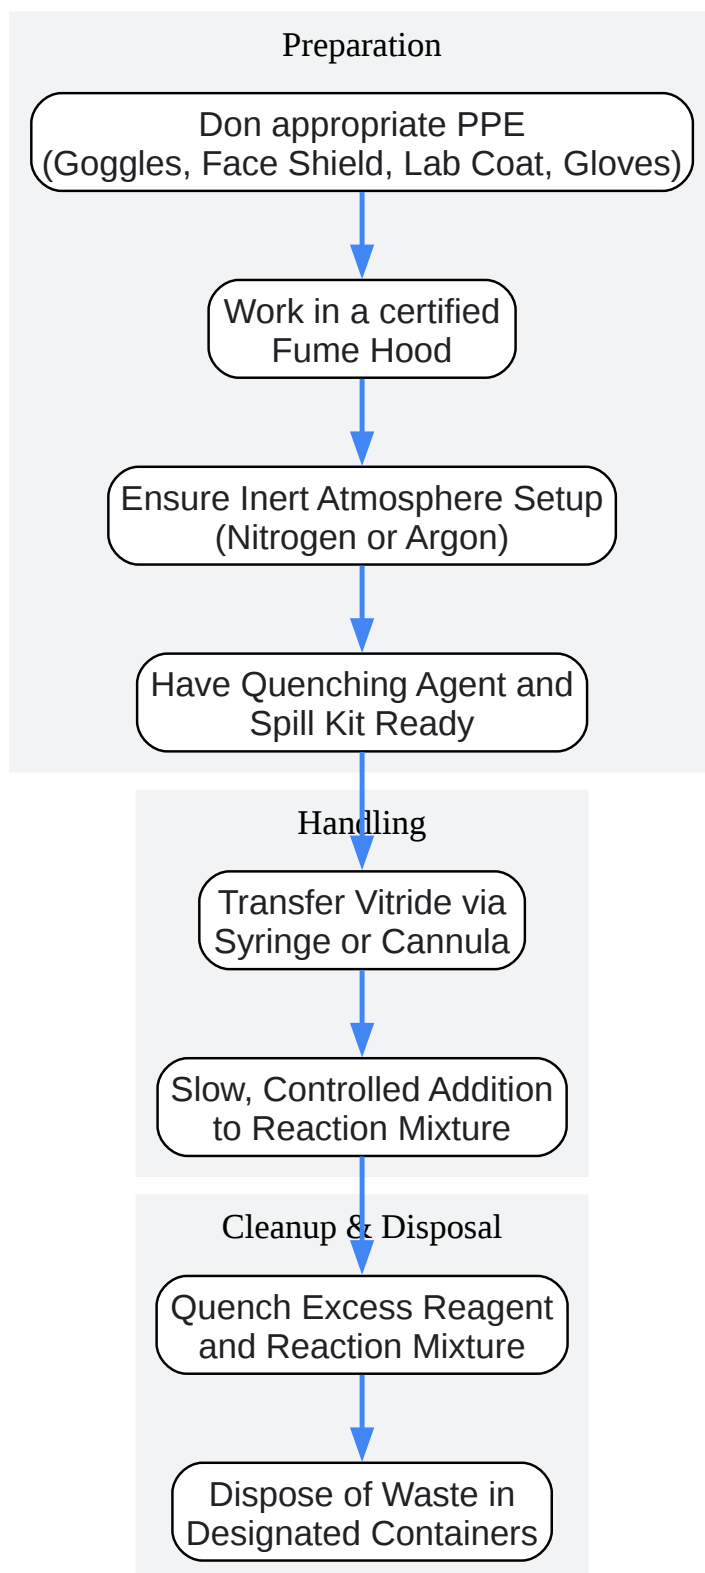 Preparation
Don appropriate PPE
(Goggles, Face Shield, Lab Coat, Gloves)
Work in a certified
Fume Hood
Ensure Inert Atmosphere Setup
(Nitrogen or Argon)
Have Quenching Agent and
Spill Kit Ready
Handling
Transfer Vitride via
Syringe or Cannula
Slow, Controlled Addition
to Reaction Mixture
Cleanup & Disposal
Quench Excess Reagent
and Reaction Mixture
Dispose of Waste in
Designated Containers